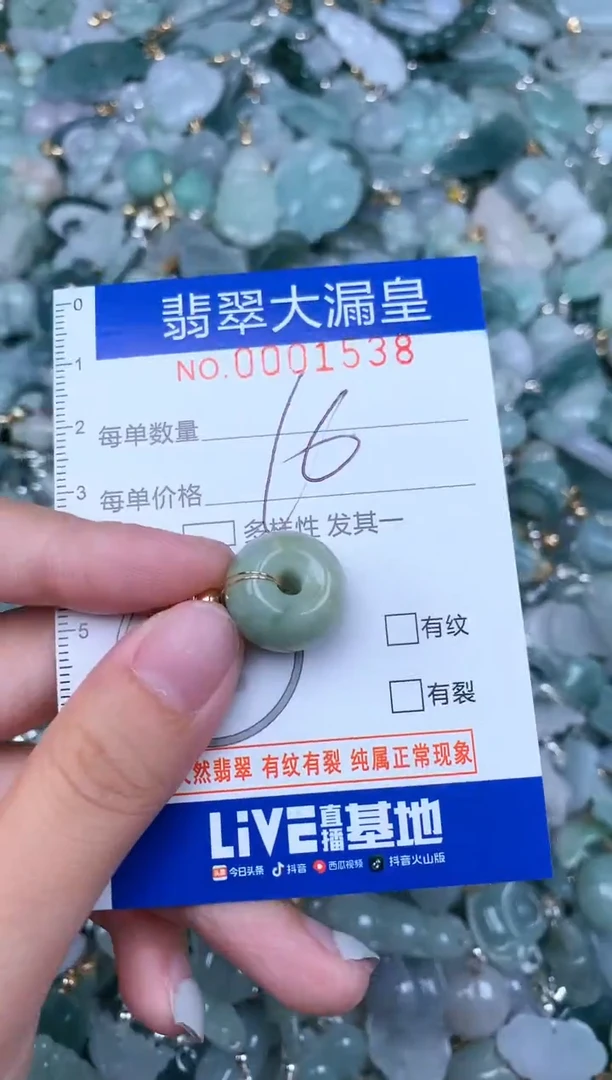 0
翡翠大漏皇
1
NO.0001538
2
每单数量
16
3
每单价格
多样性 发其一
5
有纹
有裂
然翡翠 有纹有裂 纯属正常现象
LiVE直播基地
今日头条 抖音 西瓜视频 抖音火山版